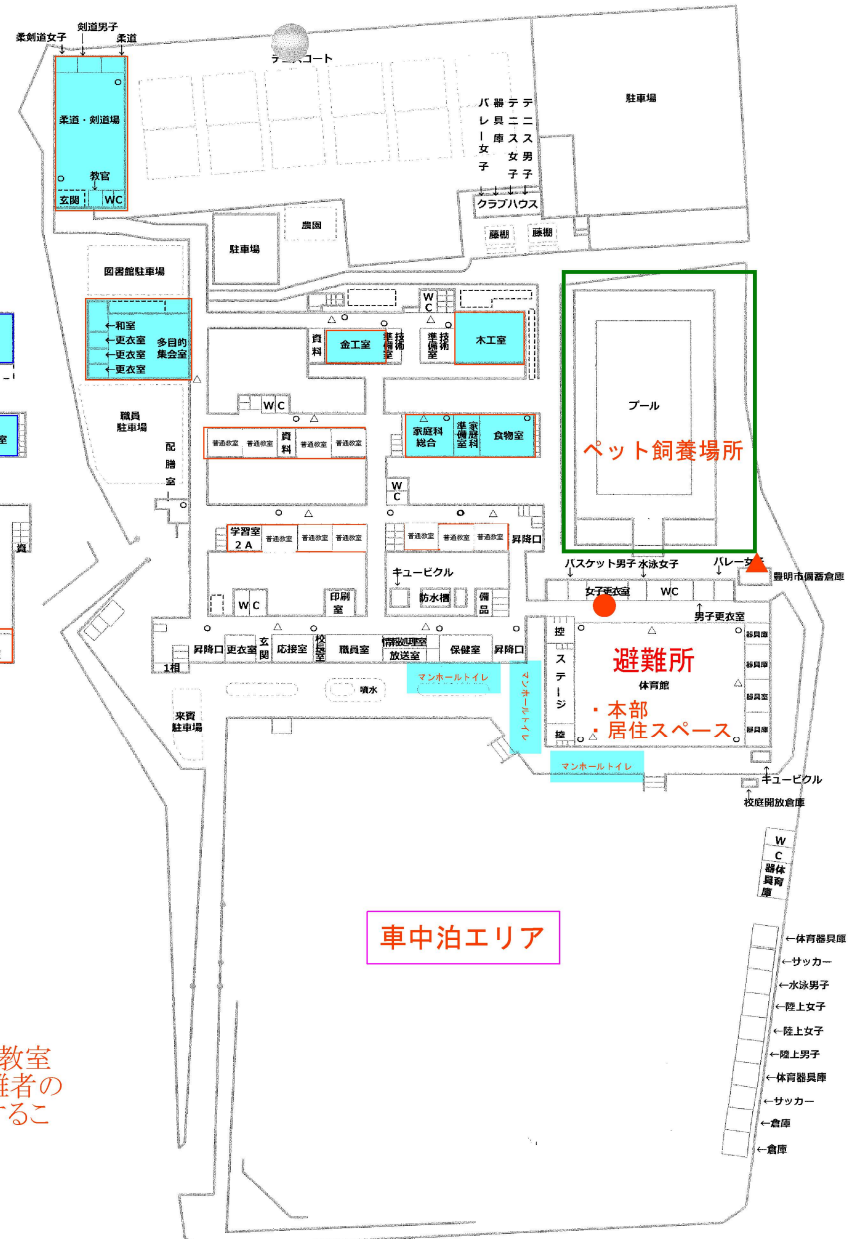 柔剣道女子
剣道男子
柔道
柔道・剣道場
教官
玄関
WC
テニスコート
駐車場
バレー女子
器具庫
テニス女子
テニス男子
クラブハウス
藤棚
藤棚
農園
駐車場
図書館駐車場
←和室
←更衣室
←更衣室
←更衣室
多目的
集会室
職員
駐車場
配膳室
資料
金工室
技術
準備室
WC
技術
準備室
木工室
WC
普通教室
普通教室
資料
普通教室
普通教室
家庭科
総合
家庭科
準備室
食物室
プール
ペット飼養場所
WC
学習室
2A
普通教室
普通教室
普通教室
普通教室
普通教室
昇降口
キュービクル
防水槽
備品
WC
印刷室
バスケット男子
水泳女子
バレー女子
豊明市備蓄倉庫
女子更衣室
WC
男子更衣室
1相
昇降口
更衣室
玄関
応接室
校長室
職員室
情報処理室
放送室
保健室
昇降口
控
ステージ
控
避難所
体育館
・本部
・居住スペース
器具庫
器具庫
器具室
器具庫
マンホールトイレ
マンホールトイレ
マンホールトイレ
噴水
来賓
駐車場
キュービクル
校庭開放倉庫
WC
体育
器具庫
車中泊エリア
←体育器具庫
←サッカー
←水泳男子
←陸上女子
←陸上女子
←陸上男子
←体育器具庫
←サッカー
←倉庫
←倉庫
室
資
教室
難者の
するこ